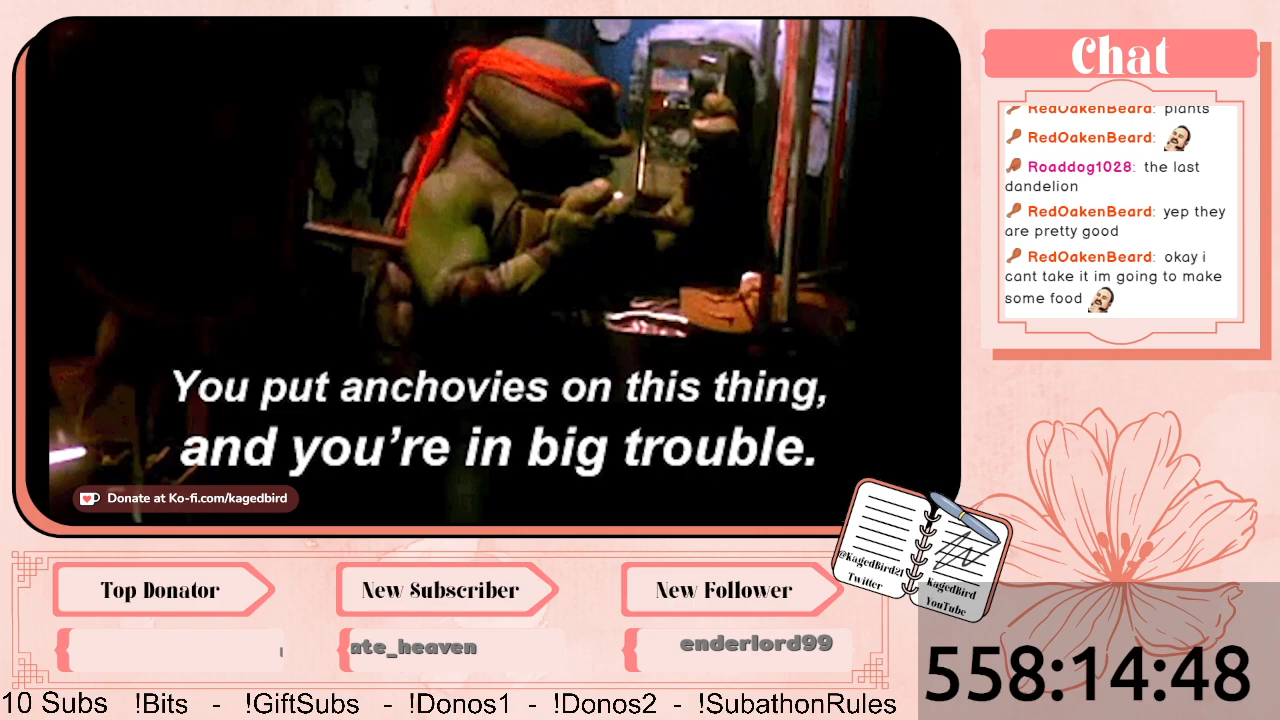 Chat
RedOakenBeard: plants
RedOakenBeard:
Roaddog1028: the last
dandelion
RedOakenBeard: yep they
are pretty good
RedOakenBeard: okay i
cant take it im going to make
some food
You put anchovies on this thing,
and you're in big trouble.
Donate at Ko-fi.com/kagedbird
@KagedBird21
Twitter
KagedBird
YouTube
Top Donator
New Subscriber
New Follower
ate_heaven
enderlord99
558:14:48
10 Subs !Bits - !GiftSubs - !Donos1 - !Donos2 - !SubathonRules